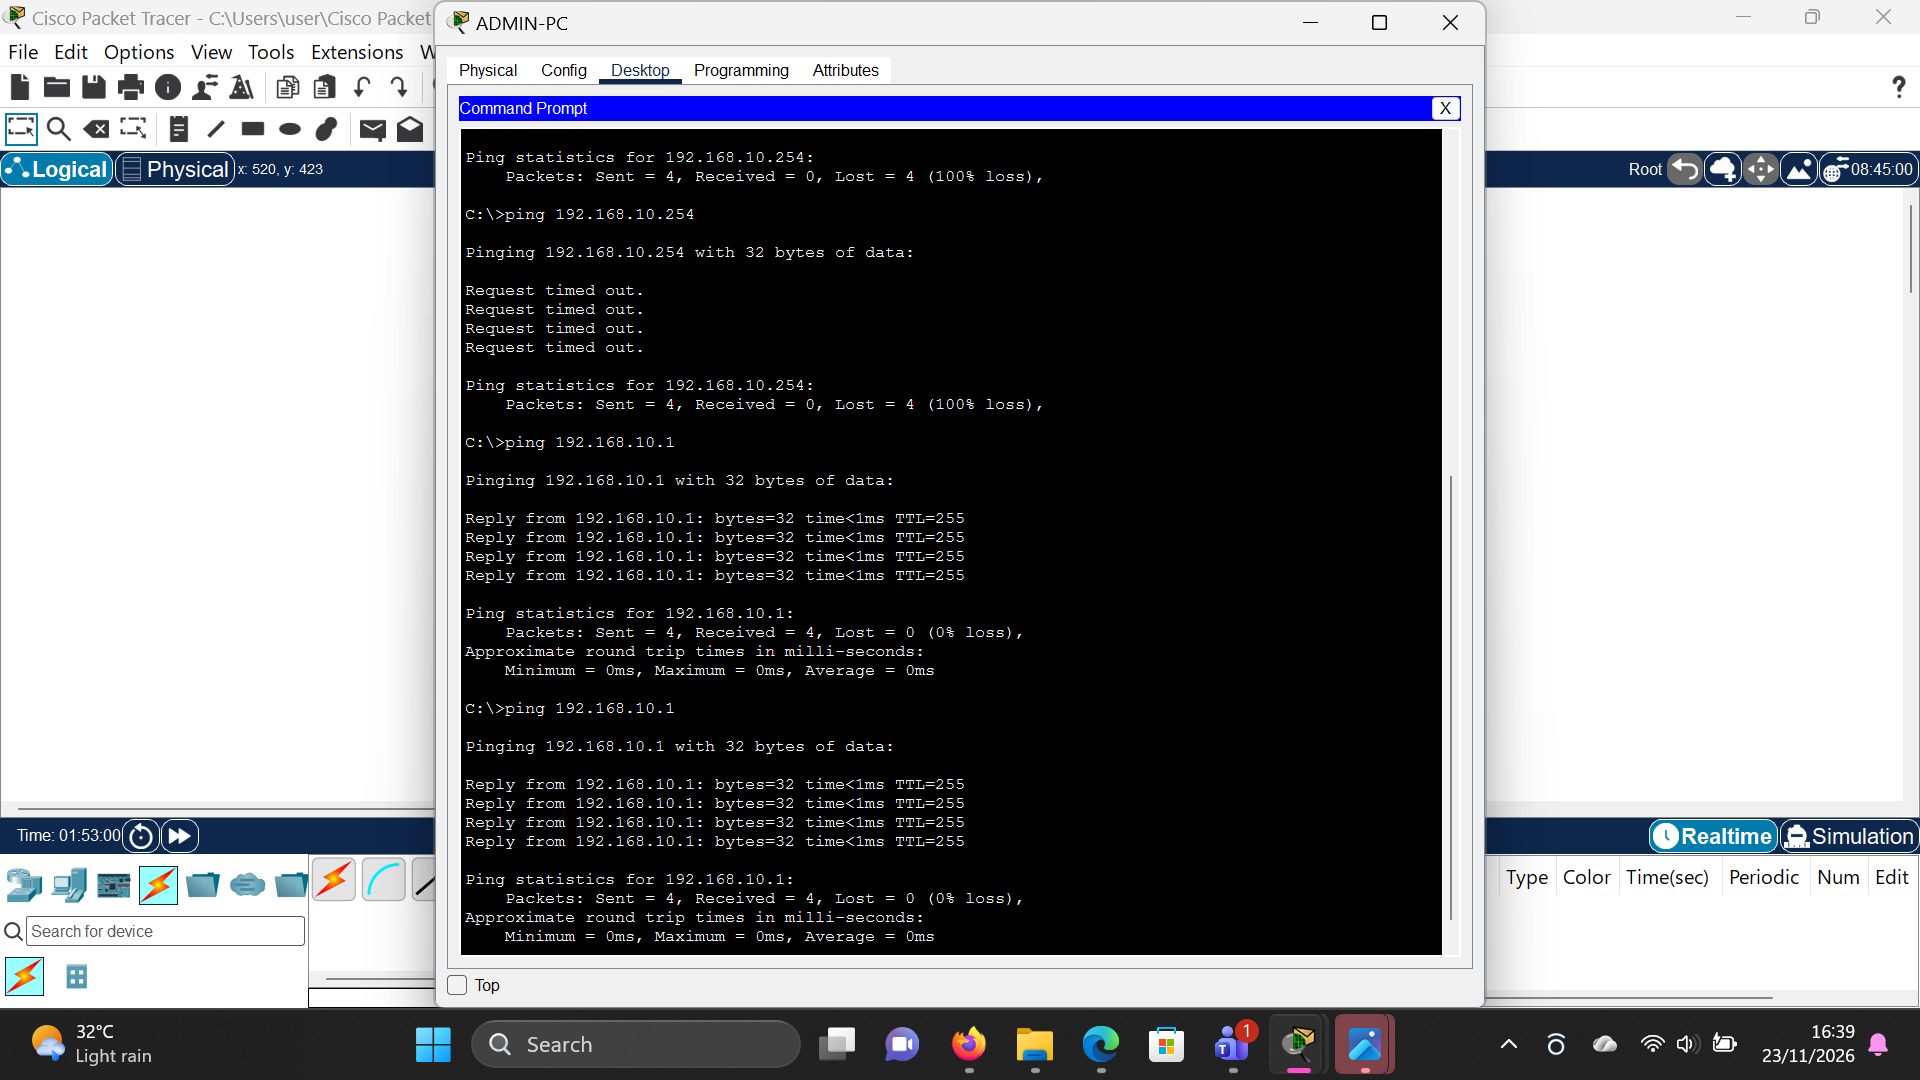 Cisco Packet Tracer - C:\Users\user\Cisco Packet
File Edit Options View Tools Extensions W
Logical
Physical
x: 520, y: 423
Root
08:45:00
ADMIN-PC
Physical Config Desktop Programming Attributes
Command Prompt
X
Ping statistics for 192.168.10.254:
Packets: Sent = 4, Received = 0, Lost = 4 (100% loss),
C:\>ping 192.168.10.254
Pinging 192.168.10.254 with 32 bytes of data:
Request timed out.
Request timed out.
Request timed out.
Request timed out.
Ping statistics for 192.168.10.254:
Packets: Sent = 4, Received = 0, Lost = 4 (100% loss),
C:\>ping 192.168.10.1
Pinging 192.168.10.1 with 32 bytes of data:
Reply from 192.168.10.1: bytes=32 time<1ms TTL=255
Reply from 192.168.10.1: bytes=32 time<1ms TTL=255
Reply from 192.168.10.1: bytes=32 time<1ms TTL=255
Reply from 192.168.10.1: bytes=32 time<1ms TTL=255
Ping statistics for 192.168.10.1:
Packets: Sent = 4, Received = 4, Lost = 0 (0% loss),
Approximate round trip times in milli-seconds:
Minimum = 0ms, Maximum = 0ms, Average = 0ms
C:\>ping 192.168.10.1
Pinging 192.168.10.1 with 32 bytes of data:
Reply from 192.168.10.1: bytes=32 time<1ms TTL=255
Reply from 192.168.10.1: bytes=32 time<1ms TTL=255
Reply from 192.168.10.1: bytes=32 time<1ms TTL=255
Reply from 192.168.10.1: bytes=32 time<1ms TTL=255
Ping statistics for 192.168.10.1:
Packets: Sent = 4, Received = 4, Lost = 0 (0% loss),
Approximate round trip times in milli-seconds:
Minimum = 0ms, Maximum = 0ms, Average = 0ms
Top
Time: 01:53:00
Realtime
Simulation
Type Color Time(sec) Periodic Num Edit
Search for device
32°C
Light rain
Search
1
16:39
23/11/2026